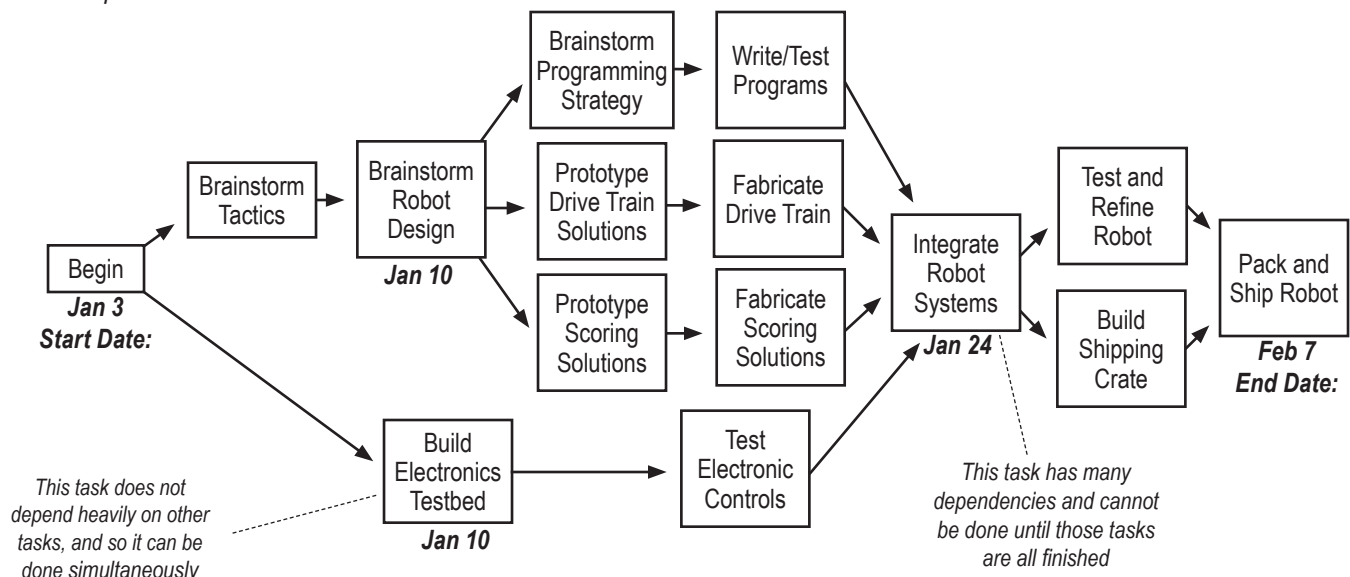 Brainstorm
Programming
Strategy
Write/Test
Programs
Brainstorm
Tactics
Brainstorm
Robot
Design
Jan 10
Prototype
Drive Train
Solutions
Fabricate
Drive Train
Begin
Jan 3
Start Date:
Prototype
Scoring
Solutions
Fabricate
Scoring
Solutions
Integrate
Robot
Systems
Jan 24
Test and
Refine
Robot
Build
Shipping
Crate
Pack and
Ship Robot
Feb 7
End Date:
Build
Electronics
Testbed
Jan 10
Test
Electronic
Controls
This task does not
depend heavily on other
tasks, and so it can be
done simultaneously
This task has many
dependencies and cannot
be done until those tasks
are all finished